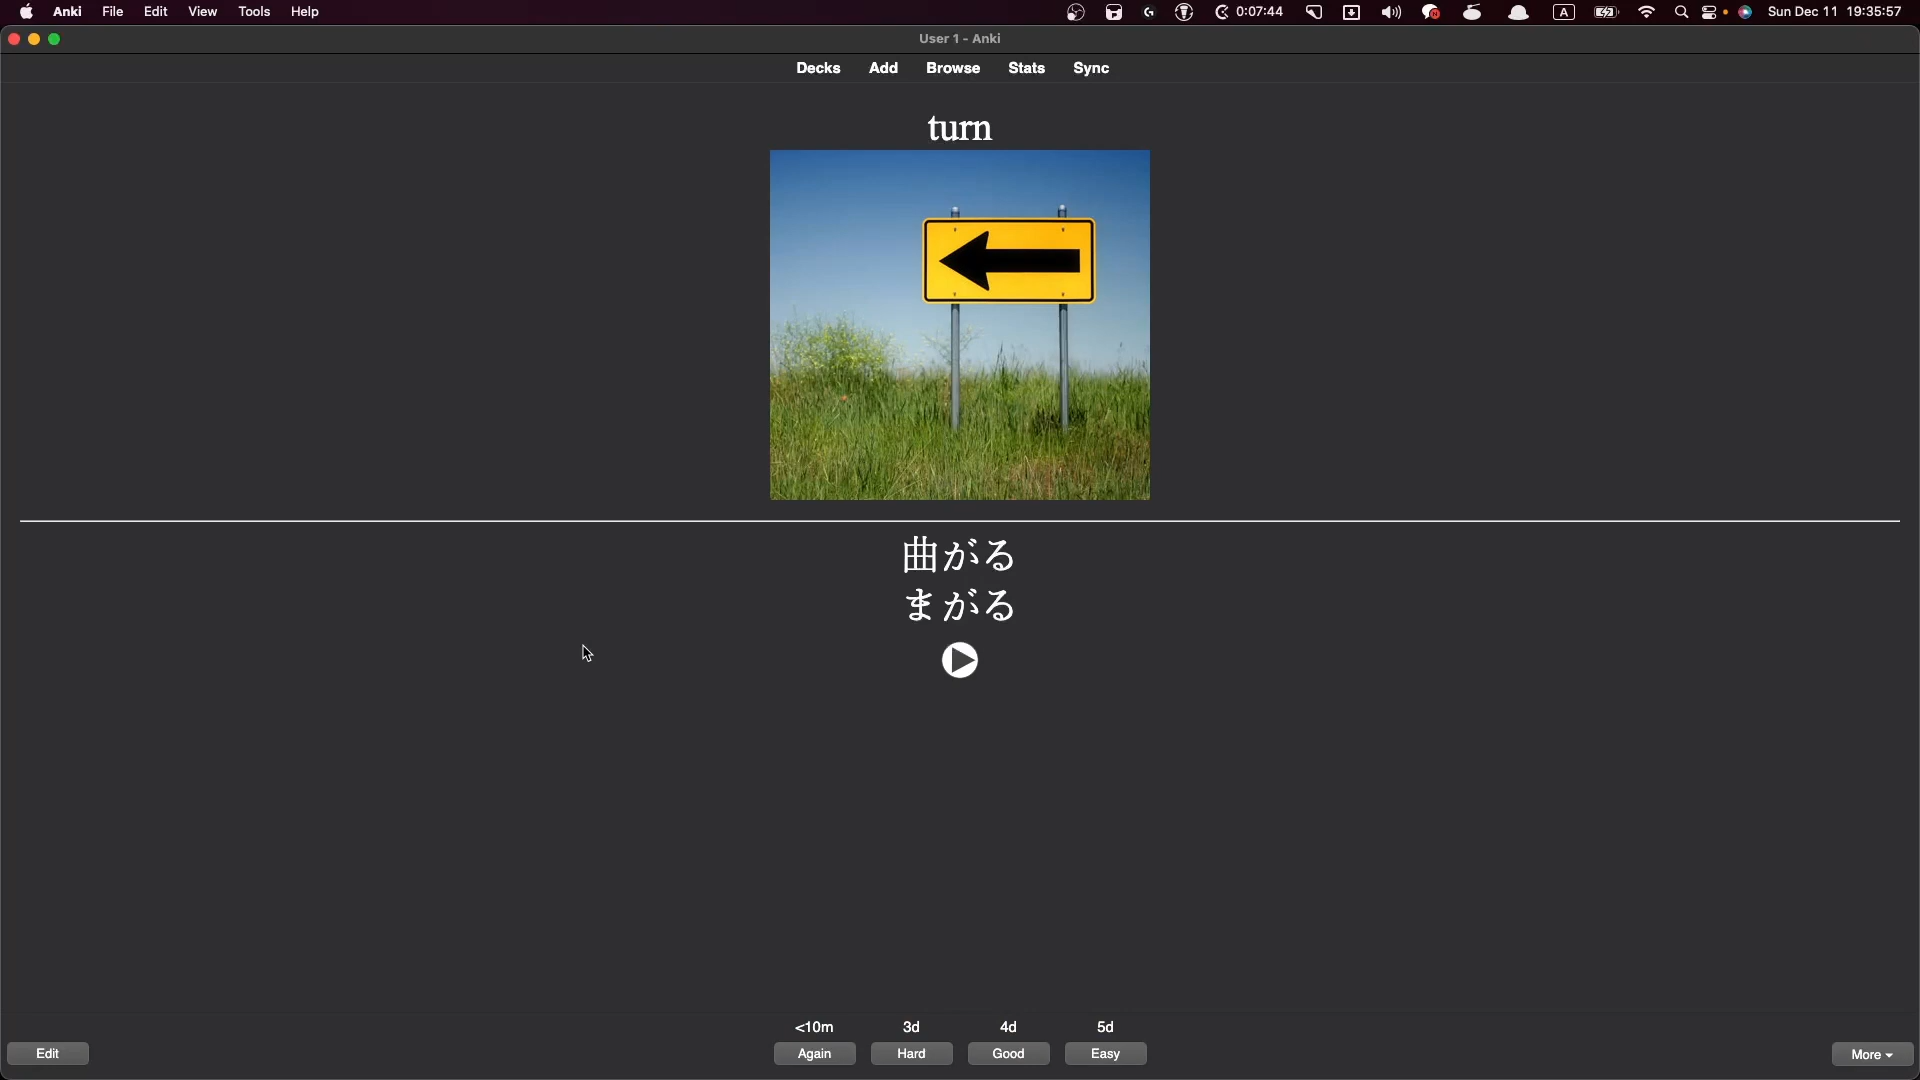 Anki File Edit View Tools Help 0:07:44 A Sun Dec 11 19:35:57
User 1 - Anki
Decks Add Browse Stats Sync
turn
曲がる
まがる
<10m 3d 4d 5d
Edit Again Hard Good Easy More